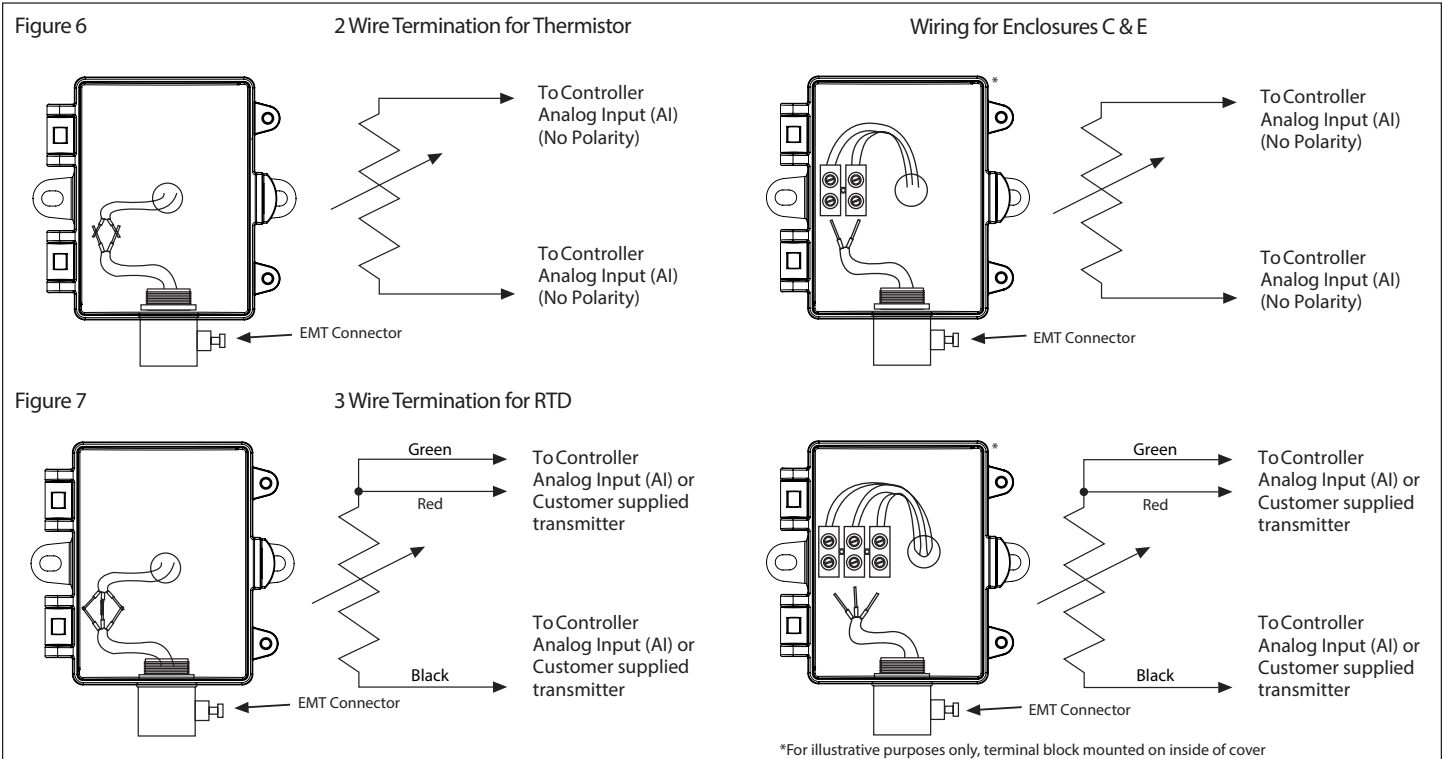 Figure 6
2 Wire Termination for Thermistor
Wiring for Enclosures C & E
To Controller
Analog Input (AI)
(No Polarity)
To Controller
Analog Input (AI)
(No Polarity)
EMT Connector
*
To Controller
Analog Input (AI)
(No Polarity)
To Controller
Analog Input (AI)
(No Polarity)
EMT Connector
Figure 7
3 Wire Termination for RTD
Green
Red
To Controller
Analog Input (AI) or
Customer supplied
transmitter
Black
To Controller
Analog Input (AI) or
Customer supplied
transmitter
EMT Connector
*
Green
Red
To Controller
Analog Input (AI) or
Customer supplied
transmitter
Black
To Controller
Analog Input (AI) or
Customer supplied
transmitter
EMT Connector
*For illustrative purposes only, terminal block mounted on inside of cover